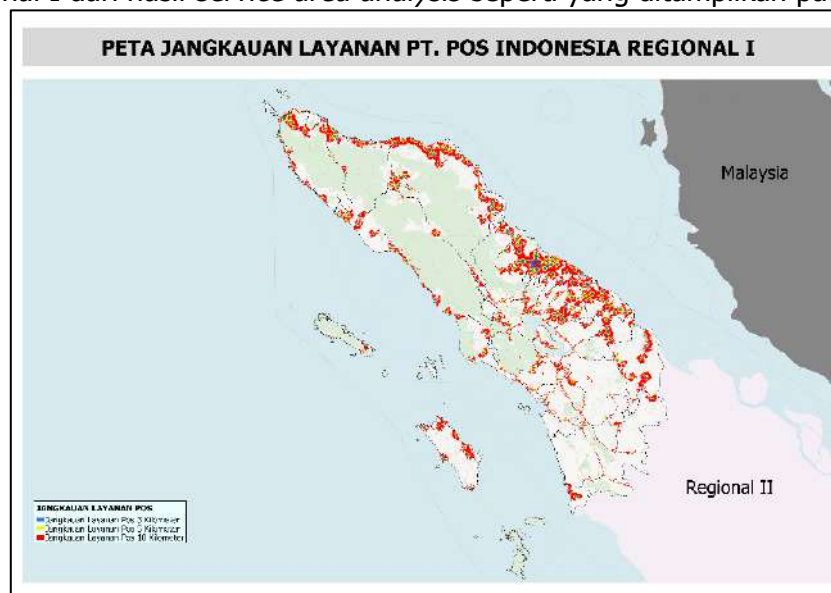 PETA JANGKAUAN LAYANAN PT. POS INDONESIA REGIONAL I
Malaysia
Regional II
JANGKAUAN LAYANAN POS
Jangkauan Layanan Pos 3 Kilometer
Jangkauan Layanan Pos 5 Kilometer
Jangkauan Layanan Pos 10 Kilometer